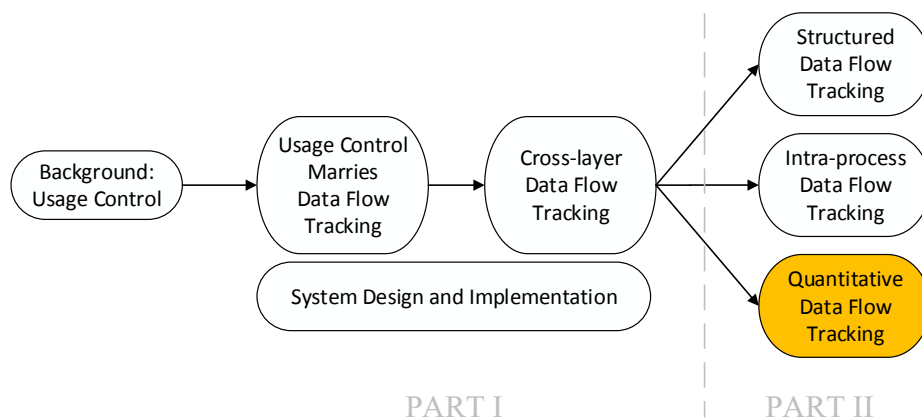 Background:
Usage Control
Usage Control
Marries
Data Flow
Tracking
Cross-layer
Data Flow
Tracking
System Design and Implementation
Structured
Data Flow
Tracking
Intra-process
Data Flow
Tracking
Quantitative
Data Flow
Tracking
PART I
PART II